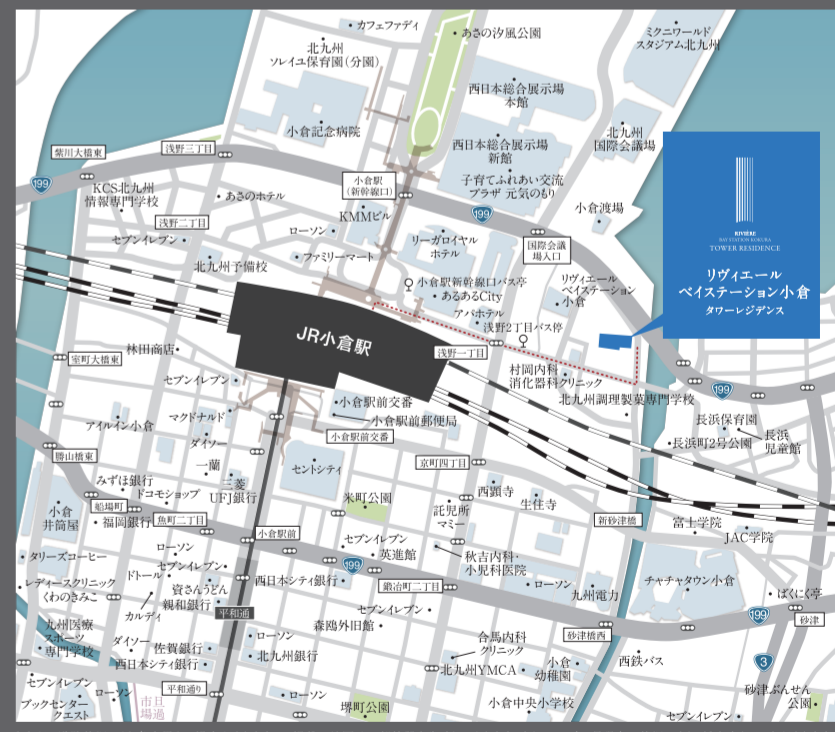 カフェファディ
あさの汐風公園
ミクニワールド
スタジアム北九州
北九州
ソレイユ保育園(分園)
西日本総合展示場
本館
小倉記念病院
西日本総合展示場
新館
北九州
国際会議場
紫川大橋東
浅野三丁目
子育てふれあい交流
プラザ 元気のもり
小倉駅
(新幹線口)
199
KCS北九州
情報専門学校
あさのホテル
KMMビル
199
小倉渡場
RIVIÈRE
BAY STATION KOKURA
TOWER RESIDENCE
浅野二丁目
セブンイレブン
ローソン
リーガロイヤル
ホテル
国際会議
場入口
北九州予備校
ファミリーマート
リヴィエール
ベイステーション小倉
タワーレジデンス
小倉駅新幹線口バス亭
あるあるCity
リヴィエール
ベイステーション
小倉
アパホテル
浅野2丁目バス停
JR小倉駅
林田商店
室町大橋東
浅野一丁目
村岡内科
消化器科クリニック
セブンイレブン
北九州調理製菓専門学校
199
小倉駅前交番
マクドナルド
小倉駅前郵便局
アイルイン小倉
ダイソー
小倉駅前交番
長浜保育園
長浜町2号公園
長浜
児童館
勝山橋東
一蘭
セントシティ
京町四丁目
みずほ銀行
三菱
UFJ銀行
ドコモショップ
西顕寺
生往寺
米町公園
託児所
マミー
小倉
井筒屋
船場町
福岡銀行
魚町二丁目
小倉駅前
新砂津橋
富士学院
JAC学院
セブンイレブン
英進館
ローソン
タリーズコーヒー
セブンイレブン
ドトール
199
秋吉内科・
小児科医院
レディースクリニック
くわのきみこ
資さんうどん
親和銀行
西日本シティ銀行
鍛冶町二丁目
ローソン
九州電力
チャチャタウン小倉
ぱくにく亭
カルディ
平和通
セブンイレブン
森鴎外旧館
199
砂津
九州医療
スポーツ
専門学校
ダイソー
佐賀銀行
西日本シティ銀行
ローソン
北九州銀行
合馬内科
クリニック
北九州YMCA
砂津橋西
小倉
幼稚園
西鉄バス
3
セブンイレブン
ローソン
平和通り
ローソン
砂津ぶんせん
公園
ブックセンター
クエスト
旦過
市場
堺町公園
小倉中央小学校
セブンイレブン